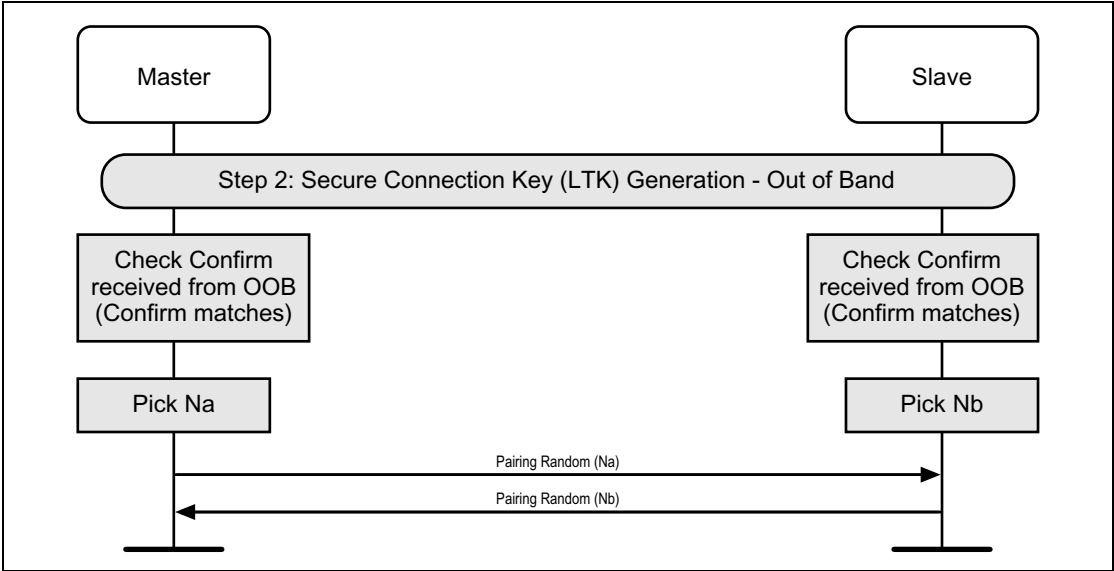 Master
Slave
Step 2: Secure Connection Key (LTK) Generation - Out of Band
Check Confirm
received from OOB
(Confirm matches)
Check Confirm
received from OOB
(Confirm matches)
Pick Na
Pick Nb
Pairing Random (Na)
Pairing Random (Nb)